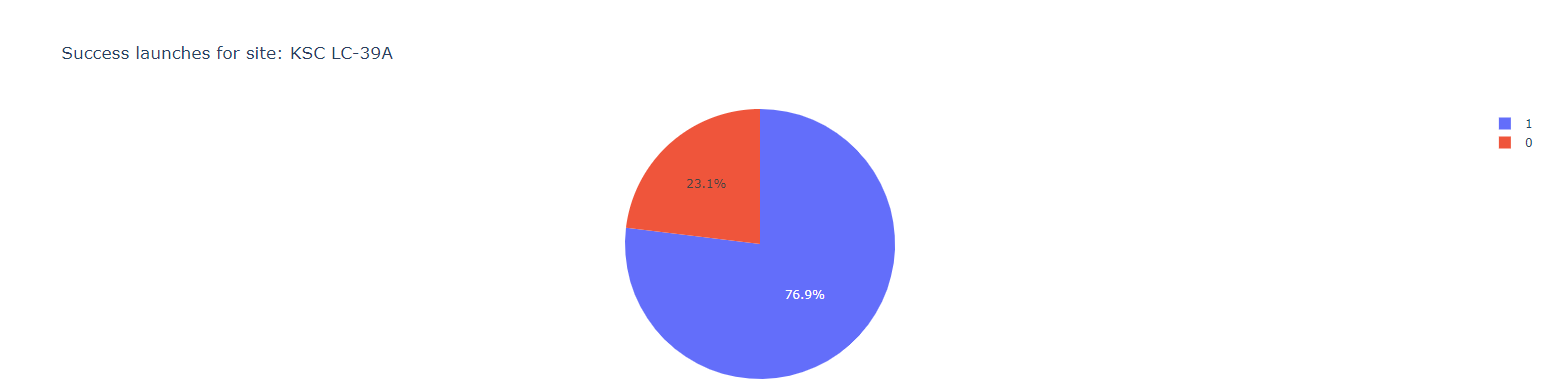 Success launches for site: KSC LC-39A
1
0
23.1%
76.9%